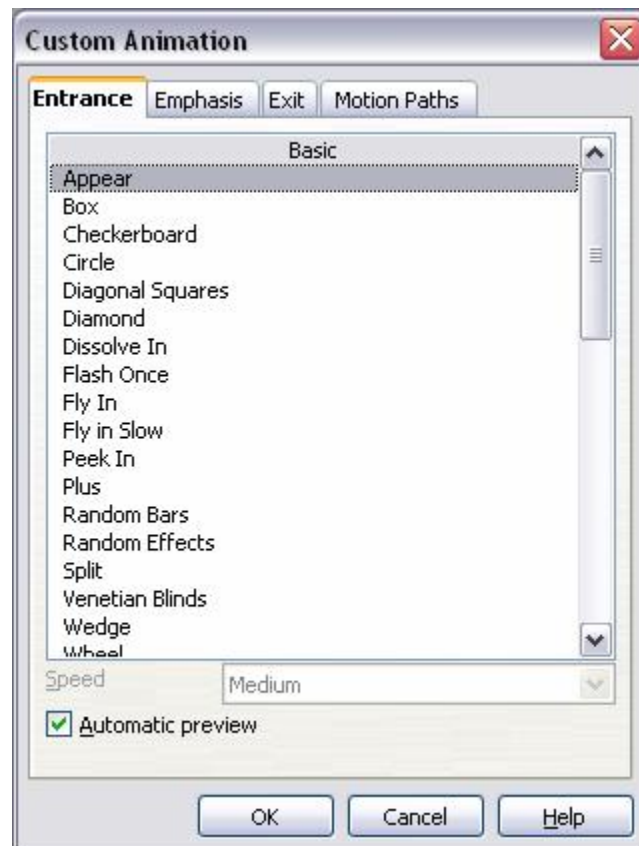 Custom Animation
Entrance Emphasis Exit Motion Paths
Basic
Appear
Box
Checkerboard
Circle
Diagonal Squares
Diamond
Dissolve In
Flash Once
Fly In
Fly in Slow
Peek In
Plus
Random Bars
Random Effects
Split
Venetian Blinds
Wedge
Wheel
Speed Medium
Automatic preview
OK Cancel Help